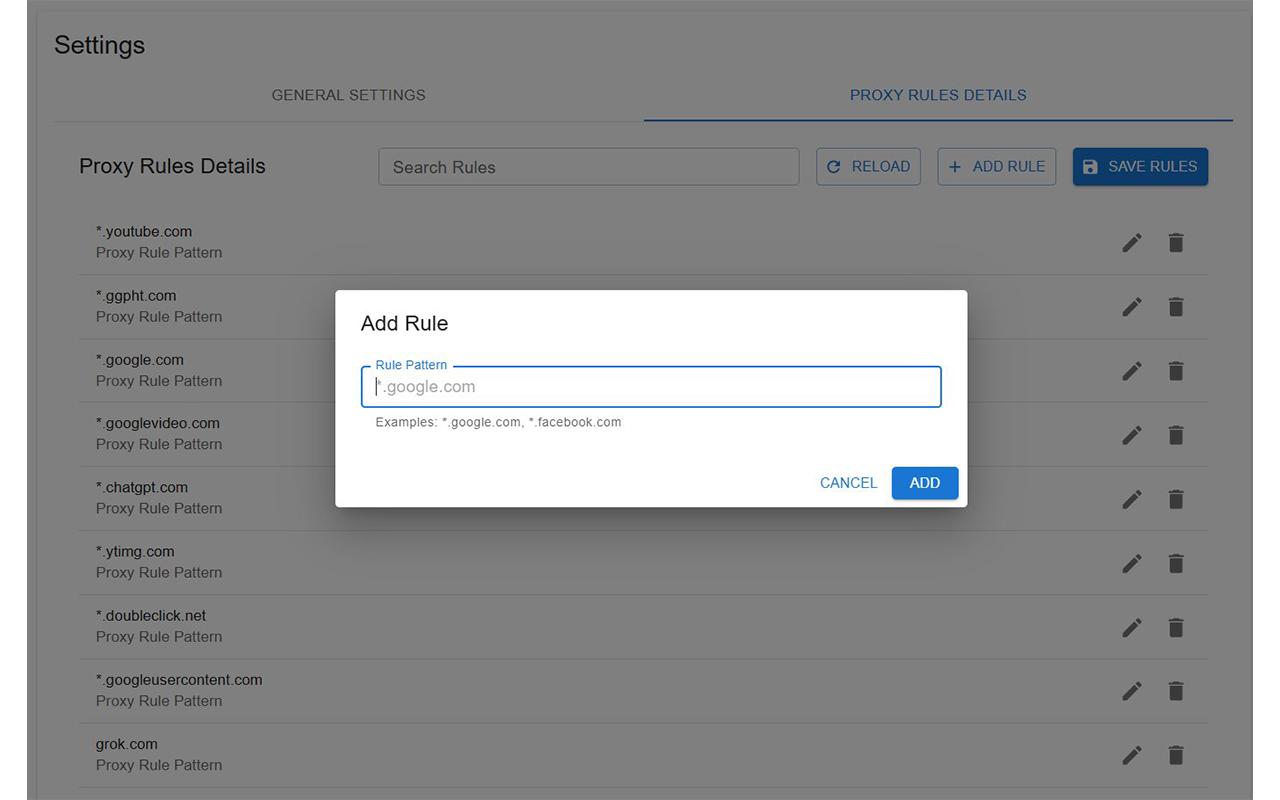 Settings
GENERAL SETTINGS
PROXY RULES DETAILS
Proxy Rules Details
Search Rules
RELOAD
ADD RULE
SAVE RULES
*.youtube.com
Proxy Rule Pattern
*.ggpht.com
Proxy Rule Pattern
*.google.com
Proxy Rule Pattern
*.googlevideo.com
Proxy Rule Pattern
*.chatgpt.com
Proxy Rule Pattern
*.ytimg.com
Proxy Rule Pattern
*.doubleclick.net
Proxy Rule Pattern
*.googleusercontent.com
Proxy Rule Pattern
grok.com
Proxy Rule Pattern
Add Rule
Rule Pattern
*.google.com
Examples: *.google.com, *.facebook.com
CANCEL
ADD